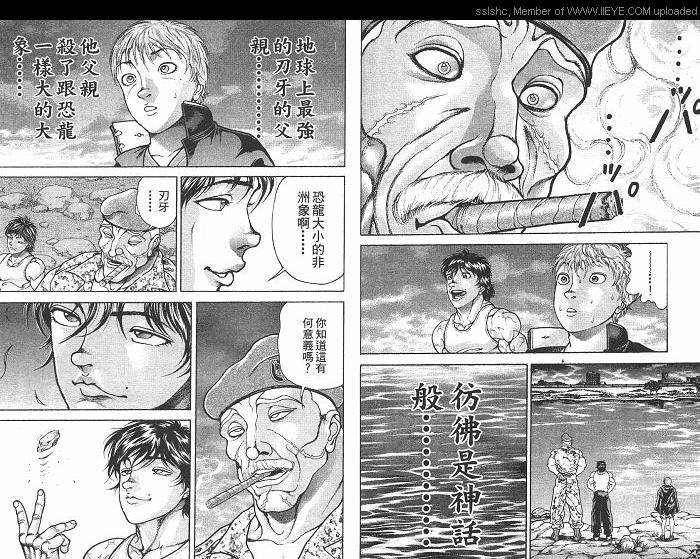 sslshc, Member of WWW.IIEYE.COM uploaded
……
……
彷彿是神話
般………
地球上最強
的刃牙的父
親………
他父親
殺了跟恐龍
一樣大的大
象………
恐龍大小的非
洲象啊……
刃牙
……
你知道這有
何意義嗎？